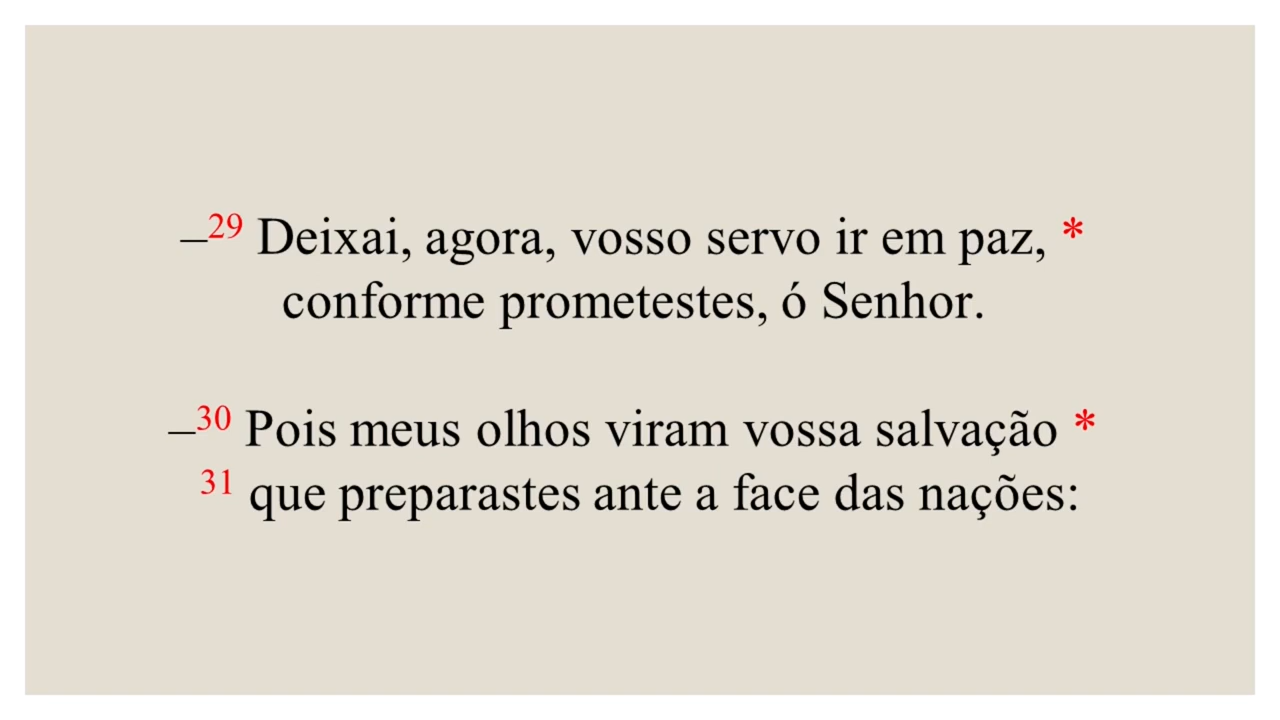 –29 Deixai, agora, vosso servo ir em paz, *
conforme prometestes, ó Senhor.
–30 Pois meus olhos viram vossa salvação *
31 que preparastes ante a face das nações: